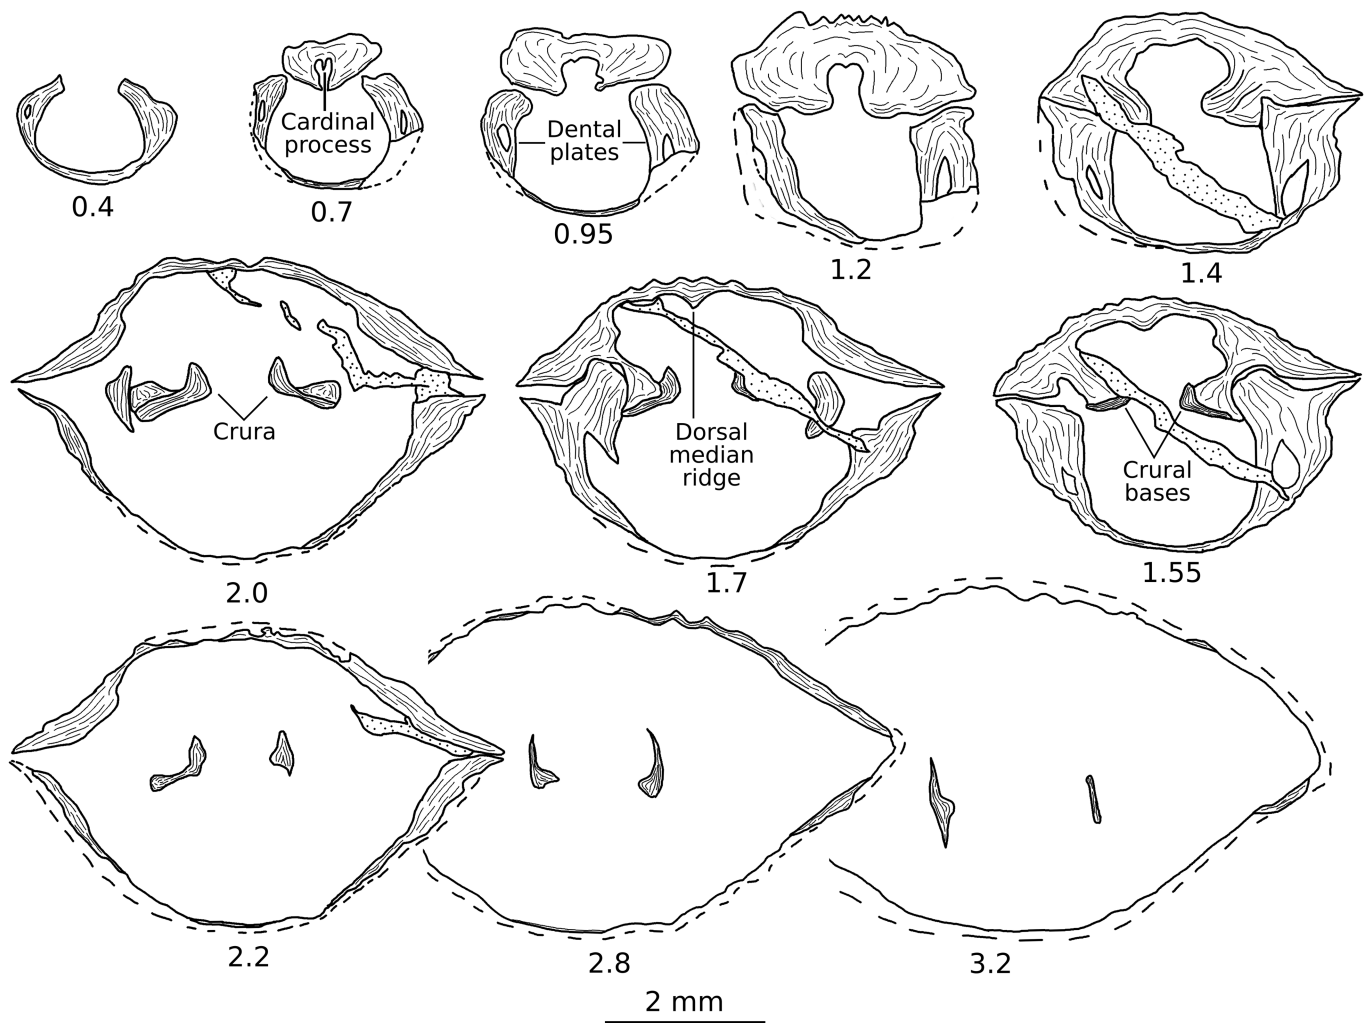 Cardinal
process
Dental
plates
0.4
0.7
0.95
1.2
1.4
Crura
Dorsal
median
ridge
Crural
bases
2.0
1.7
1.55
2.2
2.8
3.2
2 mm